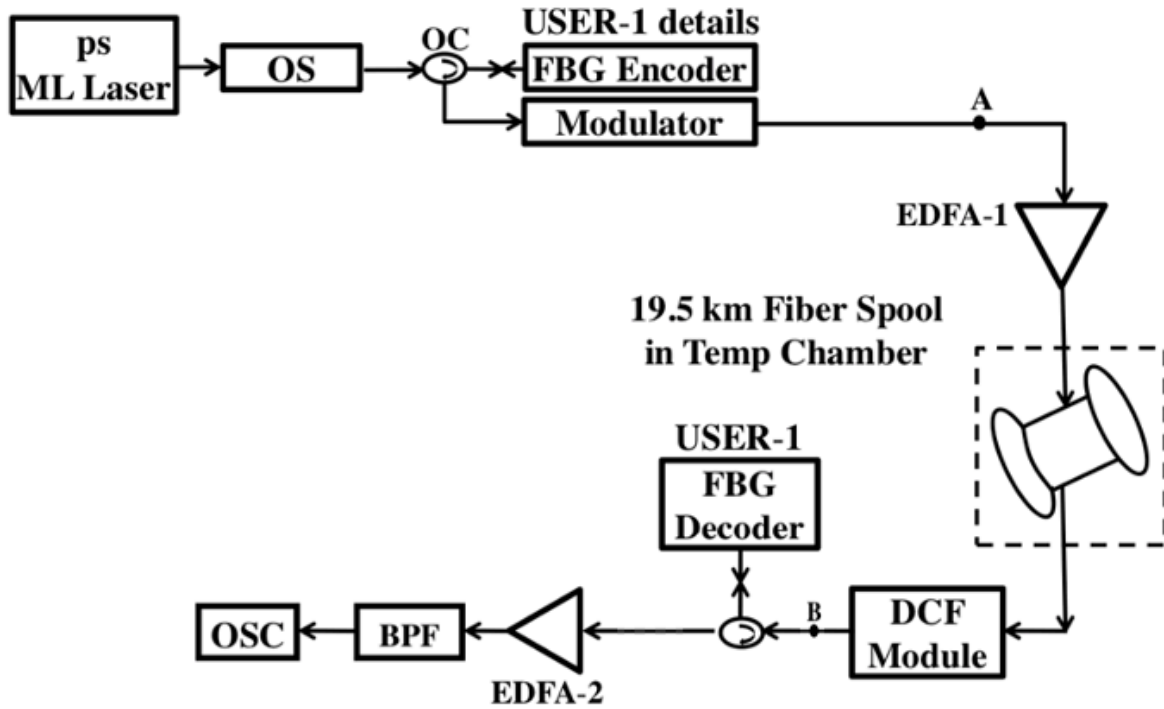 ps
ML Laser
OS
OC
USER-1 details
FBG Encoder
Modulator
A
EDFA-1
19.5 km Fiber Spool
in Temp Chamber
USER-1
FBG
Decoder
OSC
BPF
EDFA-2
B
DCF
Module